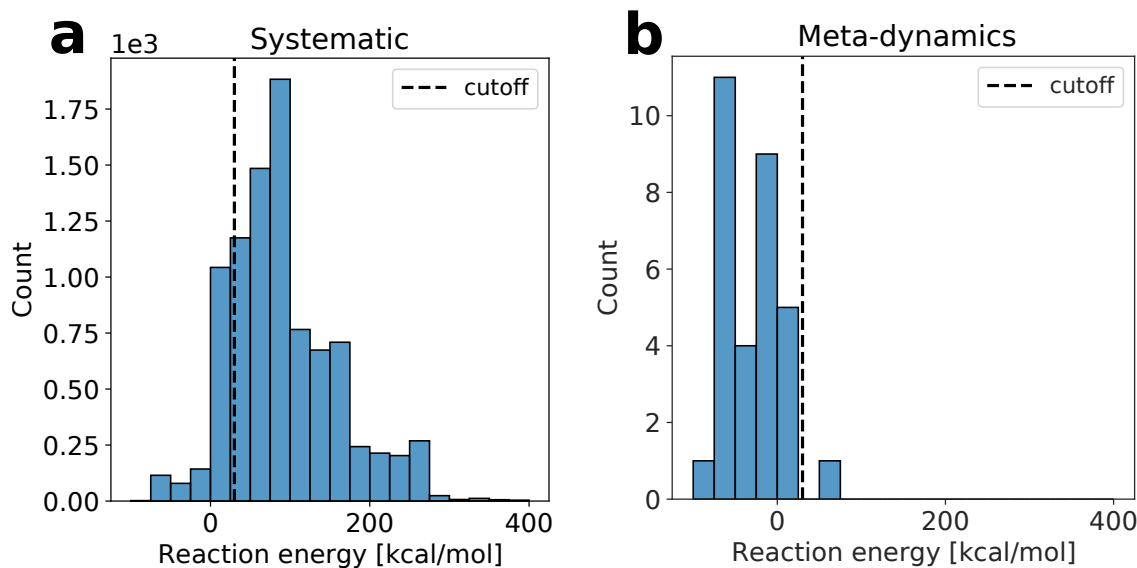 a
Systematic
1e3
cutoff
1.75
1.50
1.25
1.00
0.75
0.50
0.25
0.00
Count
0
200
400
Reaction energy [kcal/mol]
b
Meta-dynamics
cutoff
10
8
6
4
2
0
Count
0
200
400
Reaction energy [kcal/mol]